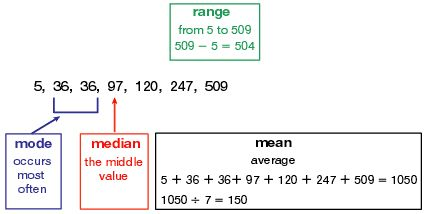 range
from 5 to 509
509 − 5 = 504
5, 36, 36, 97, 120, 247, 509
mode
occurs
most
often
median
the middle
value
mean
average
5 + 36 + 36+ 97 + 120 + 247 + 509 = 1050
1050 ÷ 7 = 150